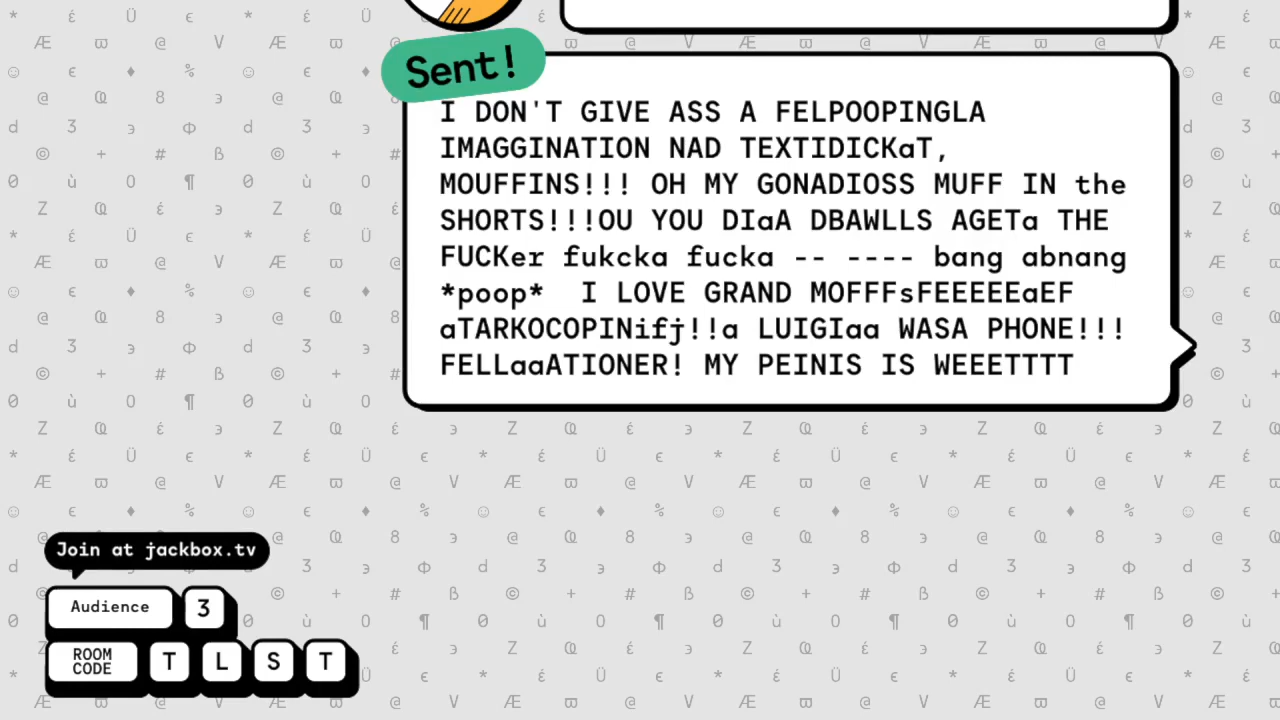 Sent!
I DON'T GIVE ASS A FELPOOPINGLA
IMAGGINATION NAD TEXTIDICKaT,
MOUFFINS!!! OH MY GONADIOSS MUFF IN the
SHORTS!!!OU YOU DIaA DBAWLLS AGETa THE
FUCKer fukcka fucka -- ---- bang abnang
*poop*  I LOVE GRAND MOFFFsFEEEEEaEF
aTARKOCOPINifj!!a LUIGIaa WASA PHONE!!!
FELLaaATIONER! MY PEINIS IS WEEETTTT
Join at jackbox.tv
Audience 3
ROOM
CODE T L S T